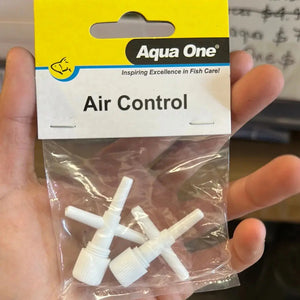 Aqua One®
Inspiring Excellence in Fish Care!
Air Control